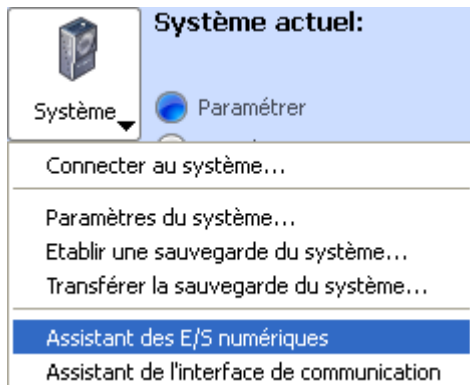 Système actuel:
Système
Paramétrer
Connecter au système...
Paramètres du système...
Etablir une sauvegarde du système...
Transférer la sauvegarde du système...
Assistant des E/S numériques
Assistant de l'interface de communication